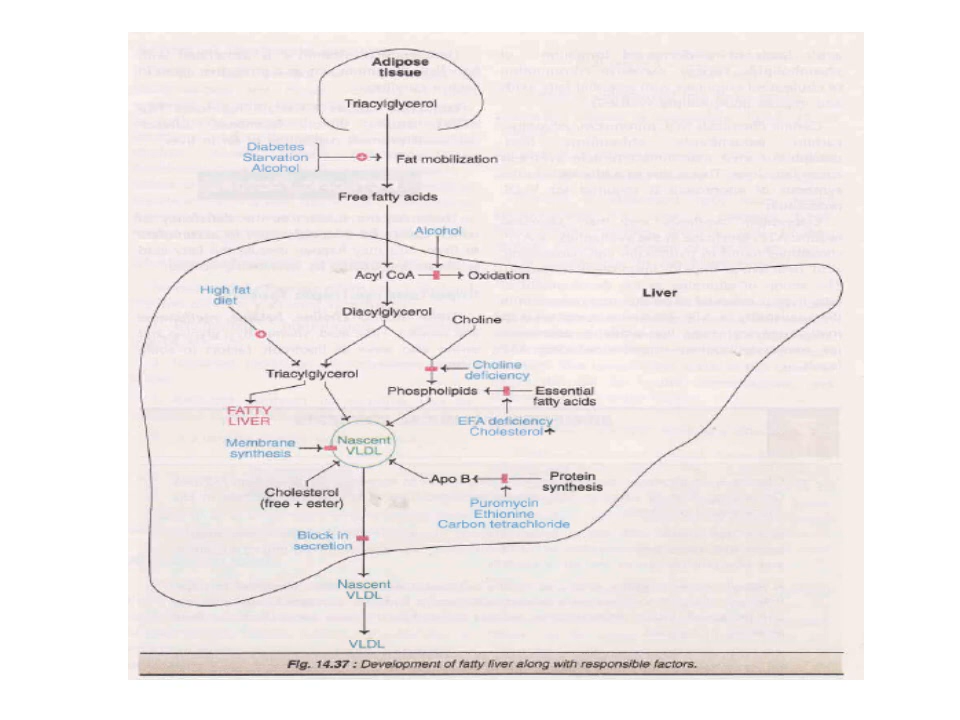 Adipose
tissue
Triacylglycerol
Diabetes
Starvation
Alcohol
Fat mobilization
Free fatty acids
Alcohol
Acyl CoA
Oxidation
Liver
High fat
diet
Diacylglycerol
Choline
Triacylglycerol
Choline
deficiency
Phospholipids
Essential
fatty acids
FATTY
LIVER
EFA deficiency
Cholesterol
Membrane
synthesis
Nascent
VLDL
Apo B
Protein
synthesis
Cholesterol
(free + ester)
Puromycin
Ethionine
Carbon tetrachloride
Block in
secretion
Nascent
VLDL
VLDL
Fig. 14.37 : Development of fatty liver along with responsible factors.